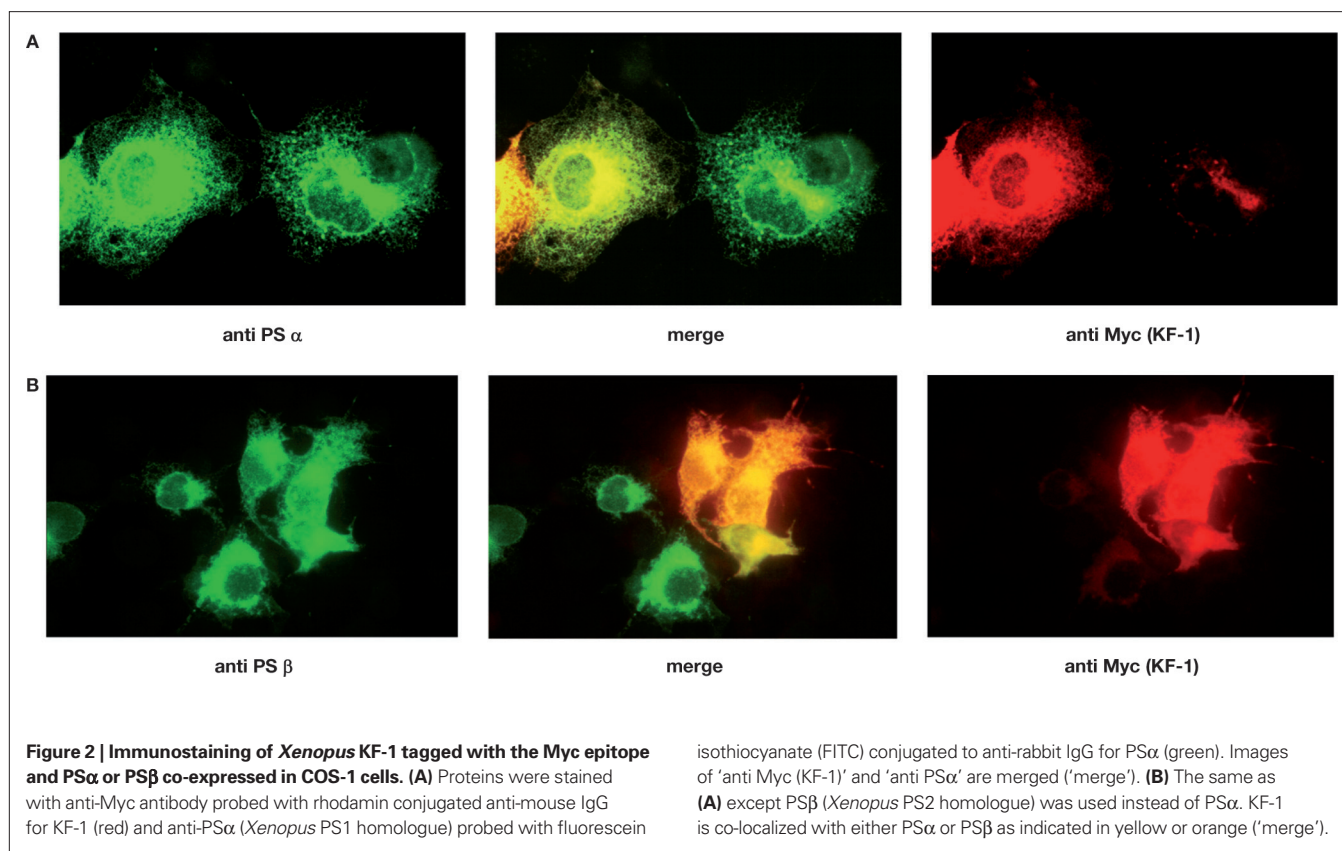 A
anti PS α
merge
anti Myc (KF-1)
B
anti PS β
merge
anti Myc (KF-1)
Figure 2 | Immunostaining of Xenopus KF-1 tagged with the Myc epitope
and PSα or PSβ co-expressed in COS-1 cells. (A) Proteins were stained
with anti-Myc antibody probed with rhodamin conjugated anti-mouse IgG
for KF-1 (red) and anti-PSα (Xenopus PS1 homologue) probed with fluorescein
isothiocyanate (FITC) conjugated to anti-rabbit IgG for PSα (green). Images
of ‘anti Myc (KF-1)’ and ‘anti PSα’ are merged (‘merge’). (B) The same as
(A) except PSβ (Xenopus PS2 homologue) was used instead of PSα. KF-1
is co-localized with either PSα or PSβ as indicated in yellow or orange (‘merge’).